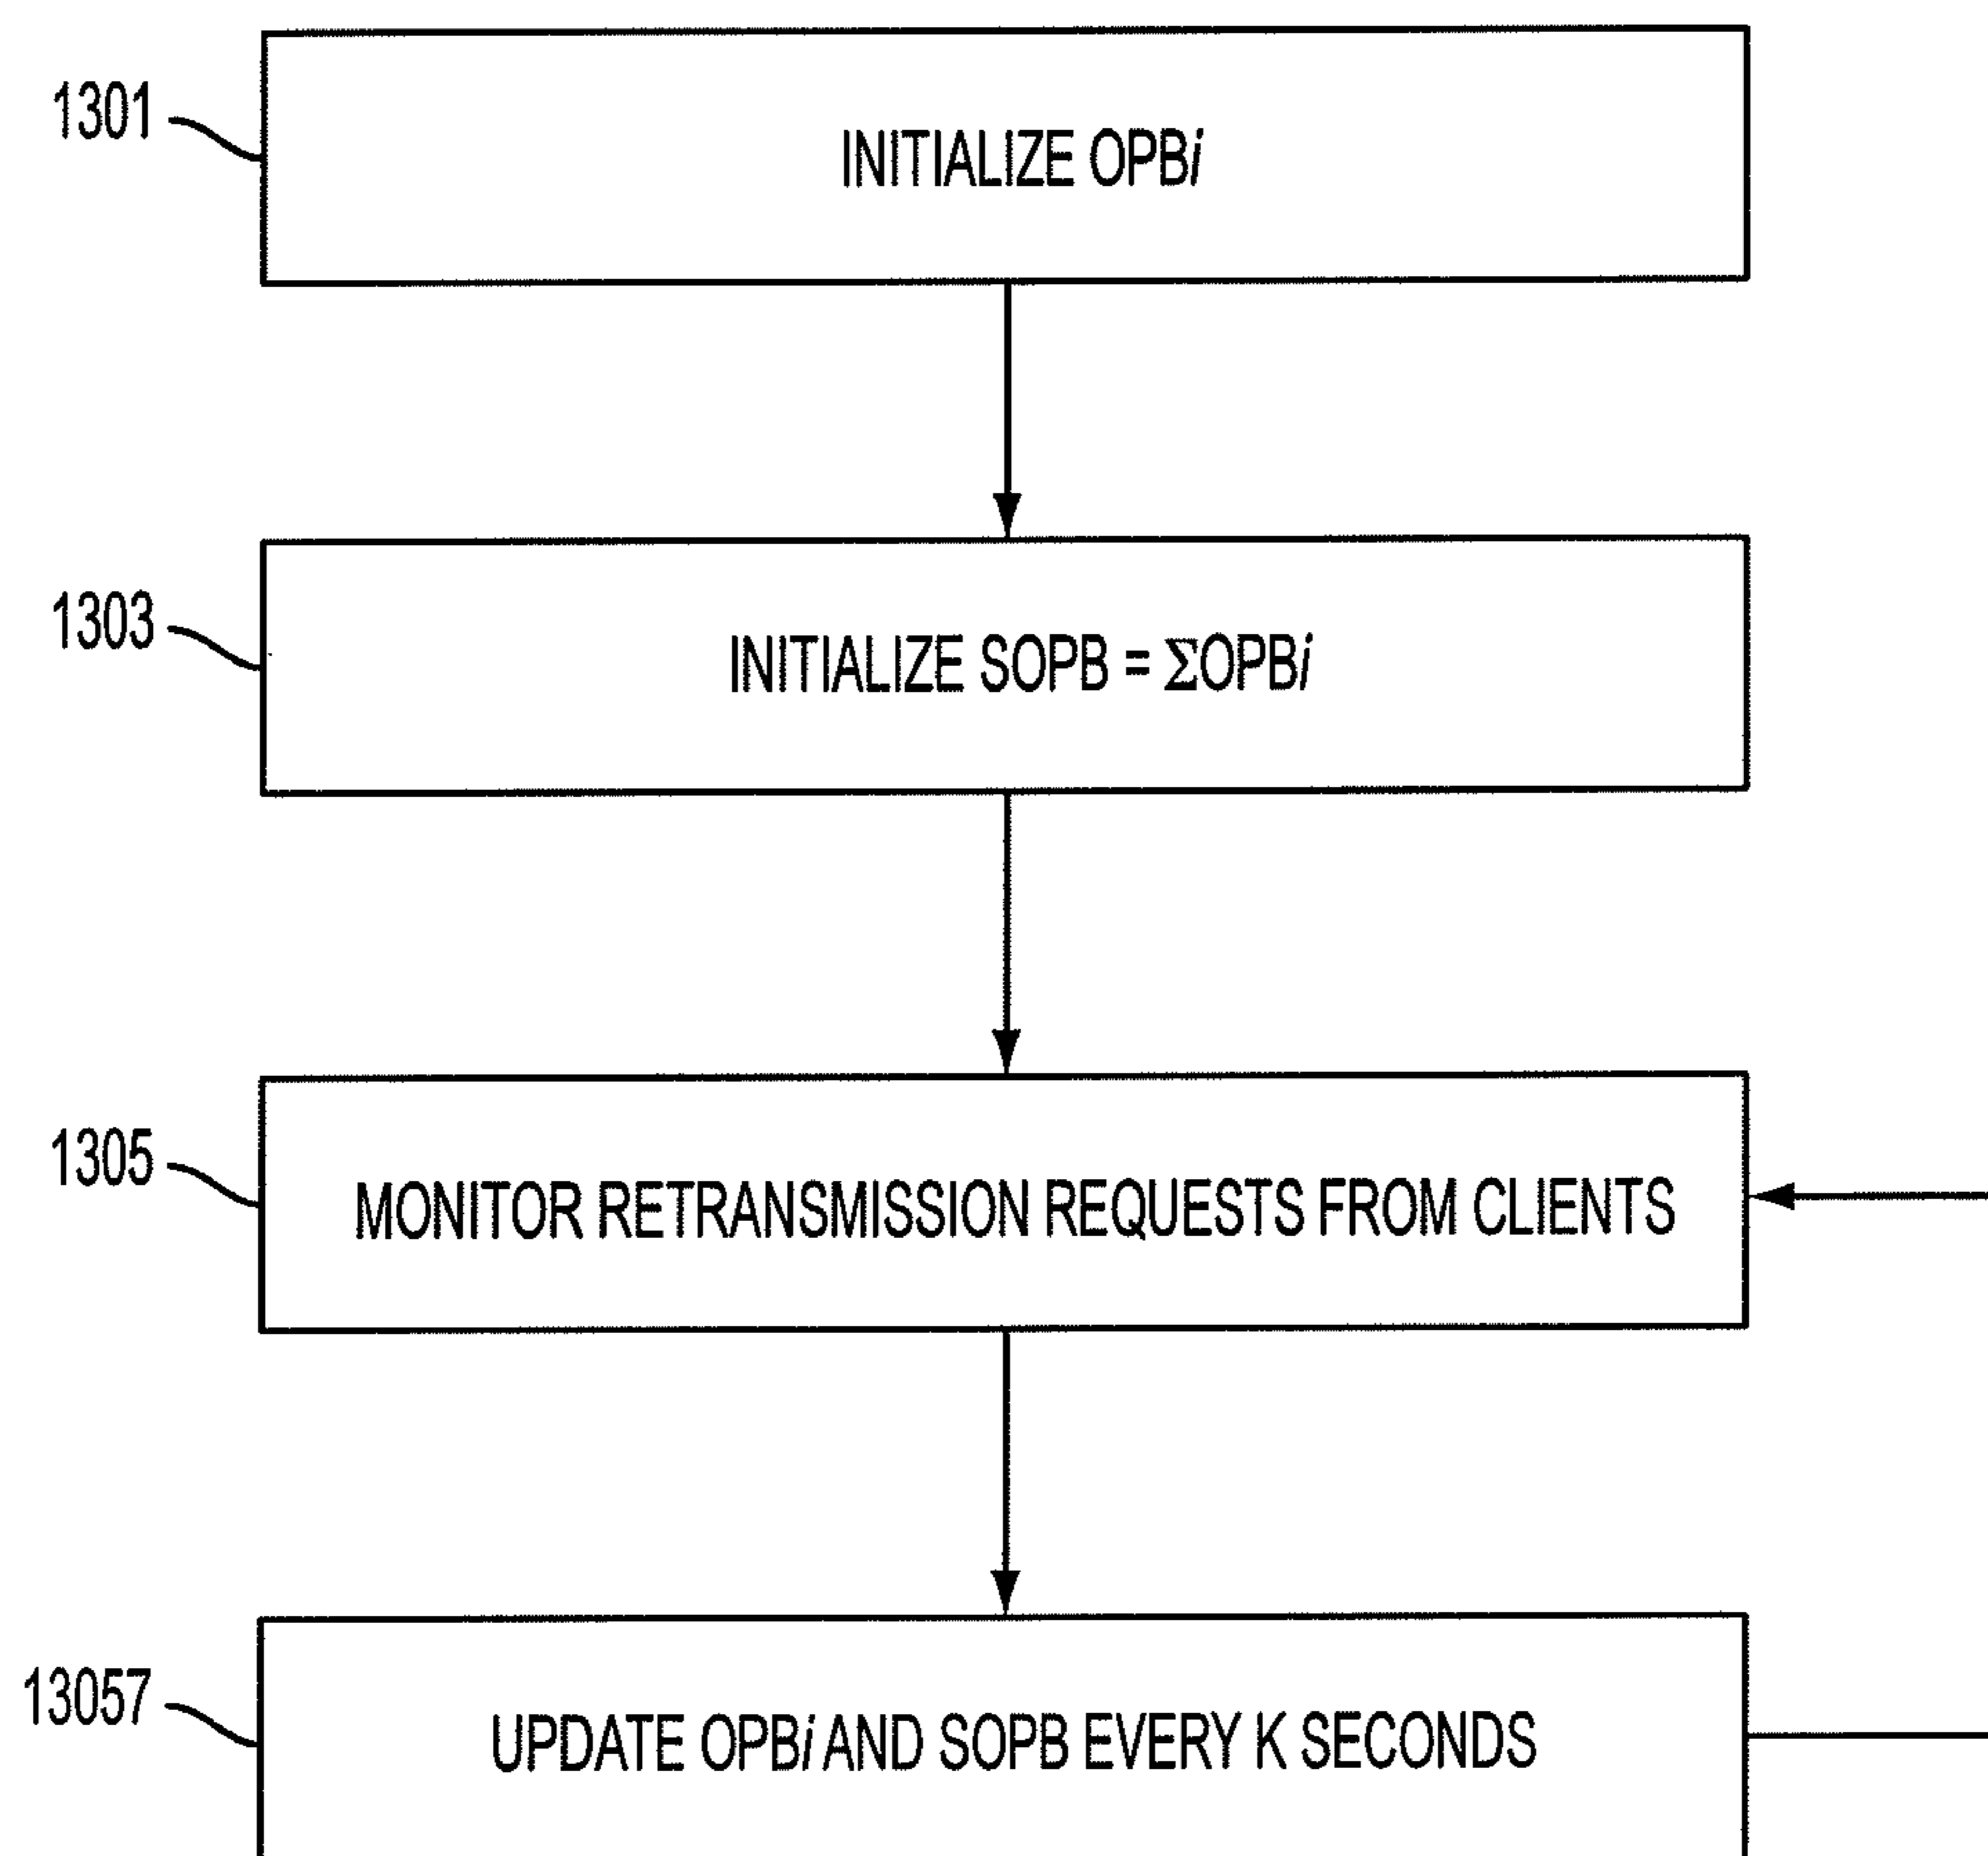 1301
INITIALIZE OPBi
1303
INITIALIZE SOPB = ΣOPBi
1305
MONITOR RETRANSMISSION REQUESTS FROM CLIENTS
13057
UPDATE OPBi AND SOPB EVERY K SECONDS